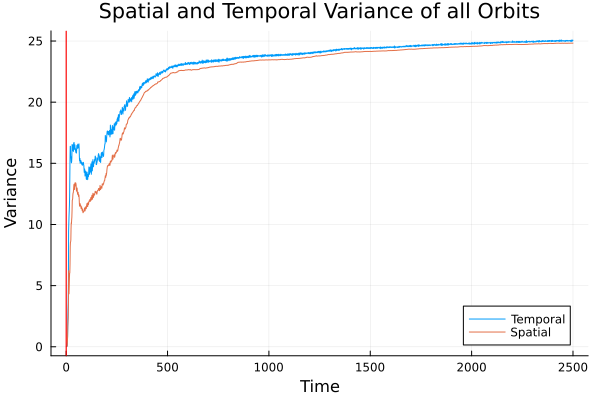 Spatial and Temporal Variance of all Orbits
Variance
25
20
15
10
5
0
Temporal
Spatial
0 500 1000 1500 2000 2500
Time